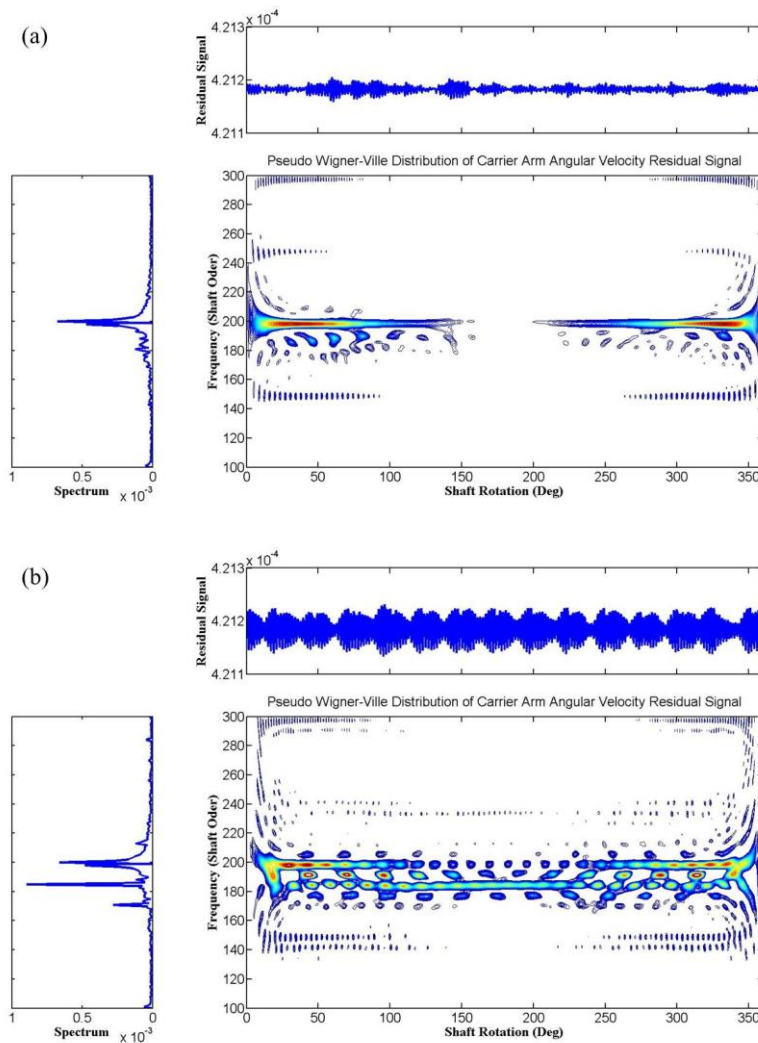 (a)
4.213 x 10⁻⁴
4.212
4.211
Residual Signal
Pseudo Wigner-Ville Distribution of Carrier Arm Angular Velocity Residual Signal
300
280
260
240
220
200
180
160
140
120
100
Frequency (Shaft Oder)
0 50 100 150 200 250 300 350
Shaft Rotation (Deg)
1 0.5 0
Spectrum x 10⁻³
(b)
4.213 x 10⁻⁴
4.212
4.211
Residual Signal
Pseudo Wigner-Ville Distribution of Carrier Arm Angular Velocity Residual Signal
300
280
260
240
220
200
180
160
140
120
100
Frequency (Shaft Oder)
0 50 100 150 200 250 300 350
Shaft Rotation (Deg)
1 0.5 0
Spectrum x 10⁻³